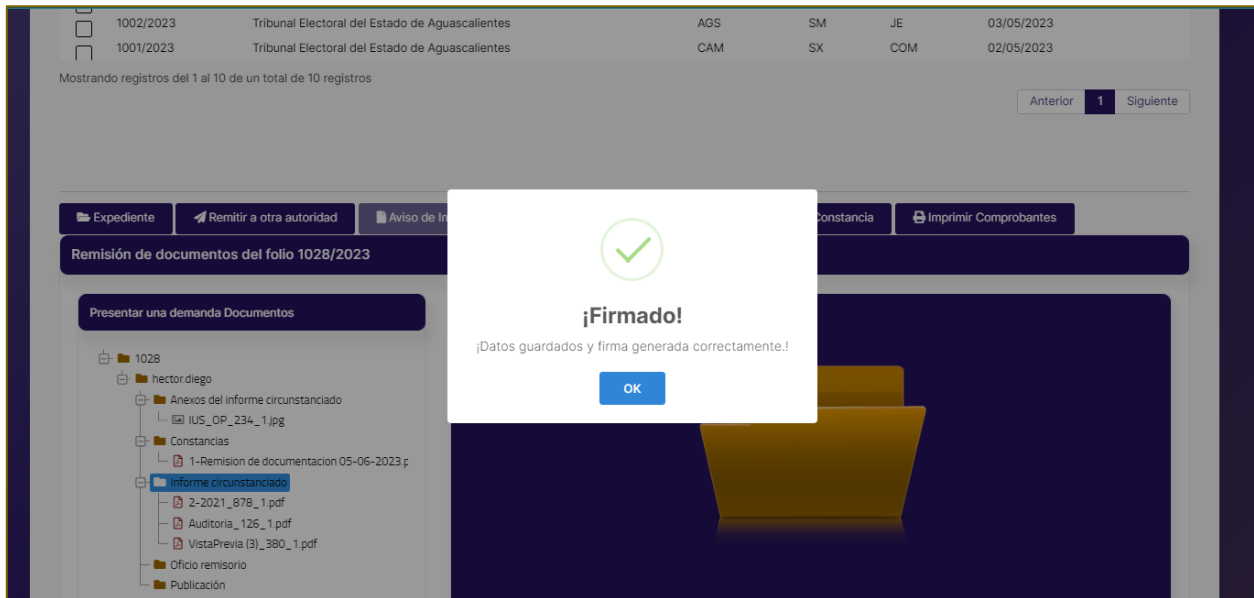 1002/2023 Tribunal Electoral del Estado de Aguascalientes AGS SM JE 03/05/2023
1001/2023 Tribunal Electoral del Estado de Aguascalientes CAM SX COM 02/05/2023
Mostrando registros del 1 al 10 de un total de 10 registros
Anterior 1 Siguiente
Expediente Remitir a otra autoridad Aviso de In Constancia Imprimir Comprobantes
Remisión de documentos del folio 1028/2023
¡Firmado!
¡Datos guardados y firma generada correctamente.!
OK
Presentar una demanda Documentos
1028
hector.diego
Anexos del informe circunstanciado
IUS_OP_234_1.jpg
Constancias
1-Remision de documentacion 05-06-2023.p
Informe circunstanciado
2-2021_878_1.pdf
Auditoria_126_1.pdf
VistaPrevia (3)_380_1.pdf
Oficio remisorio
Publicación